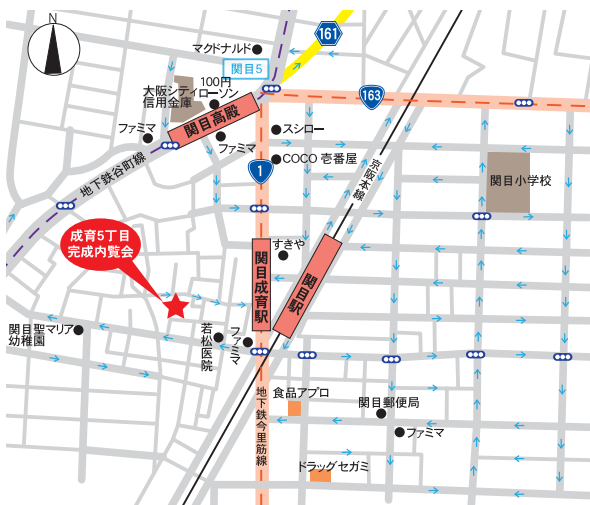 N
マクドナルド
161
関目5
163
大阪シティ
信用金庫
100円
ローソン
関目高殿
ファミマ
ファミマ
スシロー
COCO 壱番屋
1
京阪本線
関目小学校
地下鉄谷町線
成育5丁目
完成内覧会
すきや
関目成育駅
関目駅
関目聖マリア
幼稚園
若松医院
ファミマ
食品アプロ
関目郵便局
ファミマ
地下鉄今里筋線
ドラッグセガミ